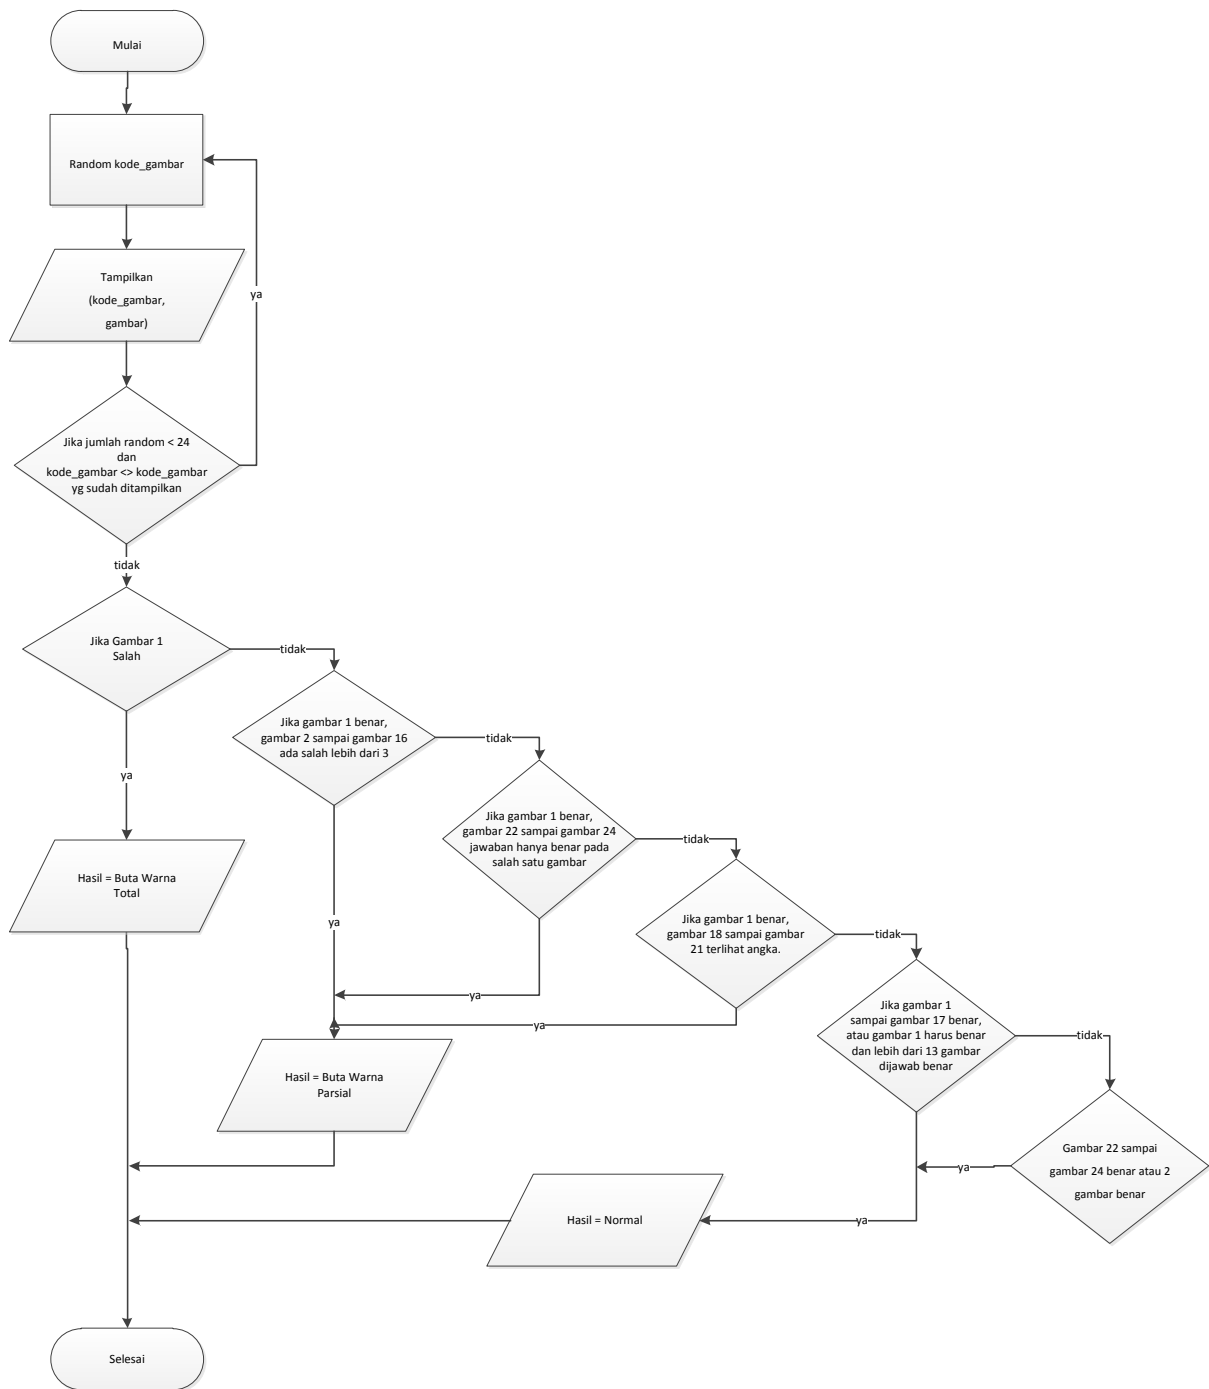 Mulai
Random kode_gambar
Tampilkan
(kode_gambar,
gambar)
ya
Jika jumlah random < 24
dan
kode_gambar <> kode_gambar
yg sudah ditampilkan
tidak
Jika Gambar 1
Salah
tidak
Jika gambar 1 benar,
gambar 2 sampai gambar 16
ada salah lebih dari 3
tidak
ya
Jika gambar 1 benar,
gambar 22 sampai gambar 24
jawaban hanya benar pada
salah satu gambar
tidak
Hasil = Buta Warna
Total
ya
Jika gambar 1 benar,
gambar 18 sampai gambar
21 terlihat angka.
tidak
ya
ya
Jika gambar 1
sampai gambar 17 benar,
atau gambar 1 harus benar
dan lebih dari 13 gambar
dijawab benar
tidak
Hasil = Buta Warna
Parsial
Gambar 22 sampai
gambar 24 benar atau 2
gambar benar
ya
Hasil = Normal
ya
Selesai